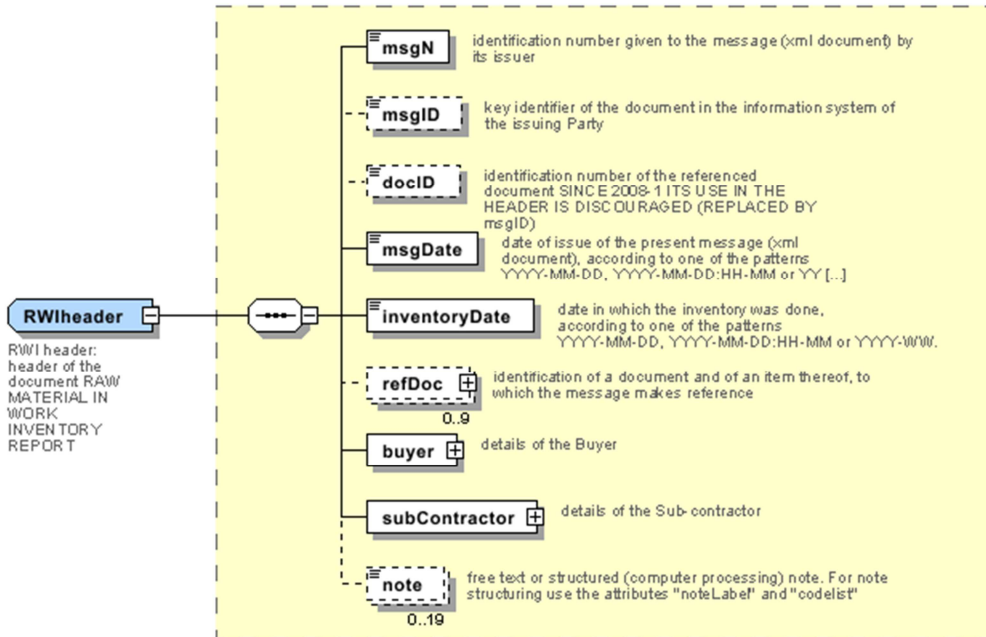 msgN
identification number given to the message (xml document) by
its issuer
msgID
key identifier of the document in the information system of
the issuing Party
docID
identification number of the referenced
document SINCE 2008-1 ITS USE IN THE
HEADER IS DISCOURAGED (REPLACED BY
msgID)
msgDate
date of issue of the present message (xml
document), according to one of the patterns
YYYY-MM-DD, YYYY-MM-DD:HH-MM or YY [...]
RWIheader
RWI header:
header of the
document RAW
MATERIAL IN
WORK
INVENTORY
REPORT
inventoryDate
date in which the inventory was done,
according to one of the patterns
YYYY-MM-DD, YYYY-MM-DD:HH-MM or YYYY-WW.
refDoc
identification of a document and of an item thereof, to
which the message makes reference
0..9
buyer
details of the Buyer
subContractor
details of the Sub-contractor
note
free text or structured (computer processing) note. For note
structuring use the attributes "noteLabel" and "codelist"
0..19